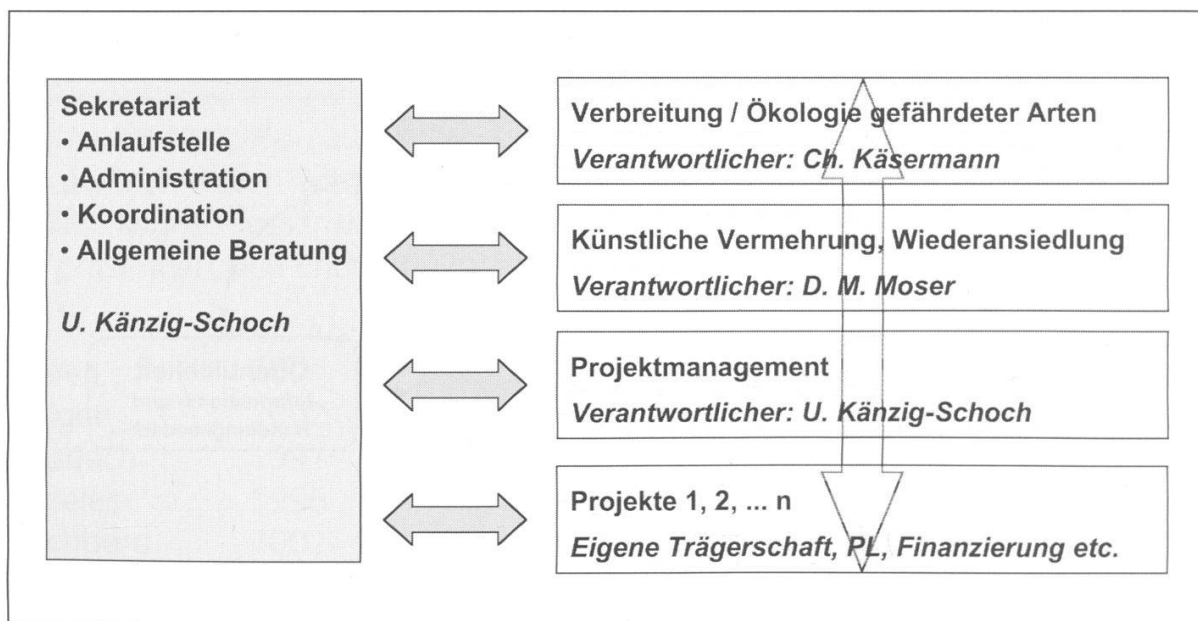 Sekretariat
• Anlaufstelle
• Administration
• Koordination
• Allgemeine Beratung
U. Känzig-Schoch
Verbreitung / Ökologie gefährdeter Arten
Verantwortlicher: Ch. Käsermann
Künstliche Vermehrung, Wiederansiedlung
Verantwortlicher: D. M. Moser
Projektmanagement
Verantwortlicher: U. Känzig-Schoch
Projekte 1, 2, ... n
Eigene Trägerschaft, PL, Finanzierung etc.